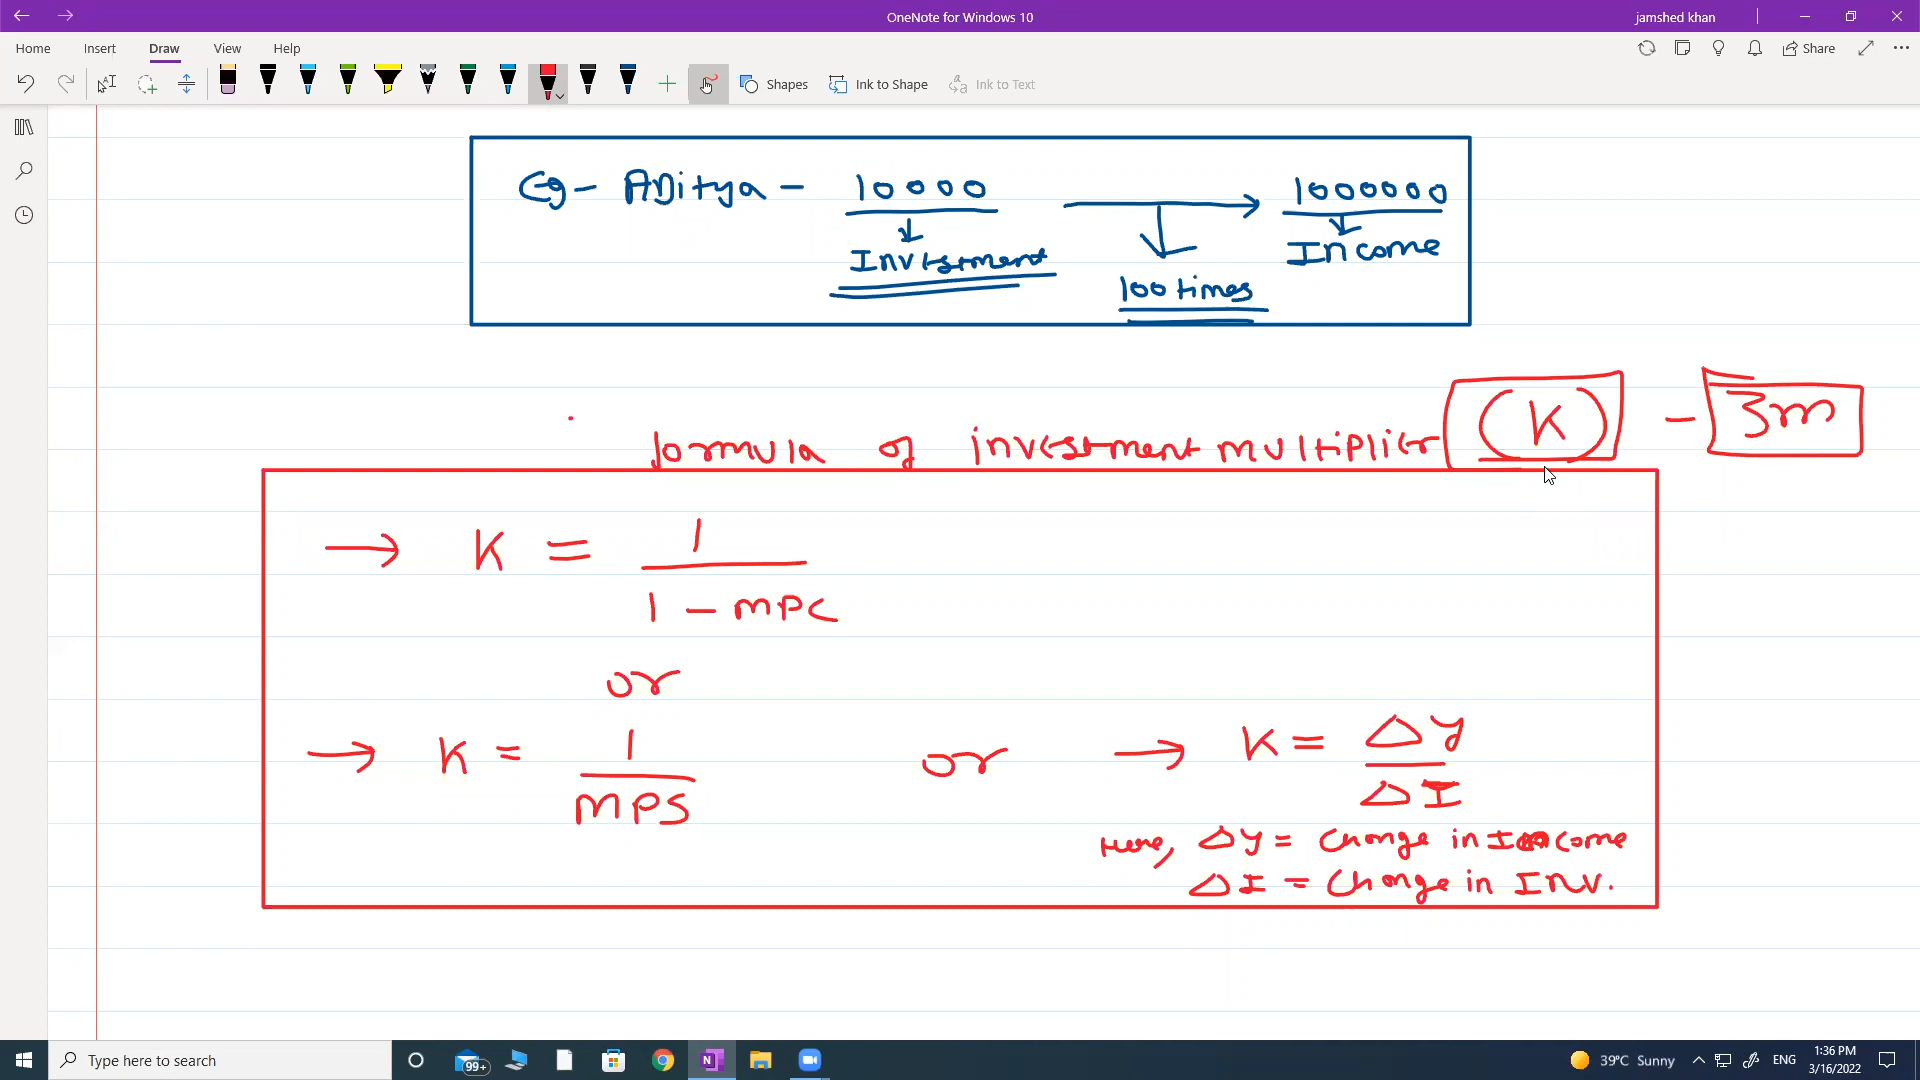 OneNote for Windows 10
jamshed khan
Home Insert Draw View Help
Share
Shapes
Ink to Shape
Ink to Text
Eg - Aditya - 10000 → 1000000
↓ ↓ ↓
Investment 100 times Income
formula of investment multiplier (K) - 3m
→ K = 1 / 1 - MPC
or
→ K = 1 / MPS or → K = ΔY / ΔI
Here, ΔY = Change in Income
ΔI = Change in Inv.
Type here to search
99+
39°C Sunny
ENG
1:36 PM
3/16/2022